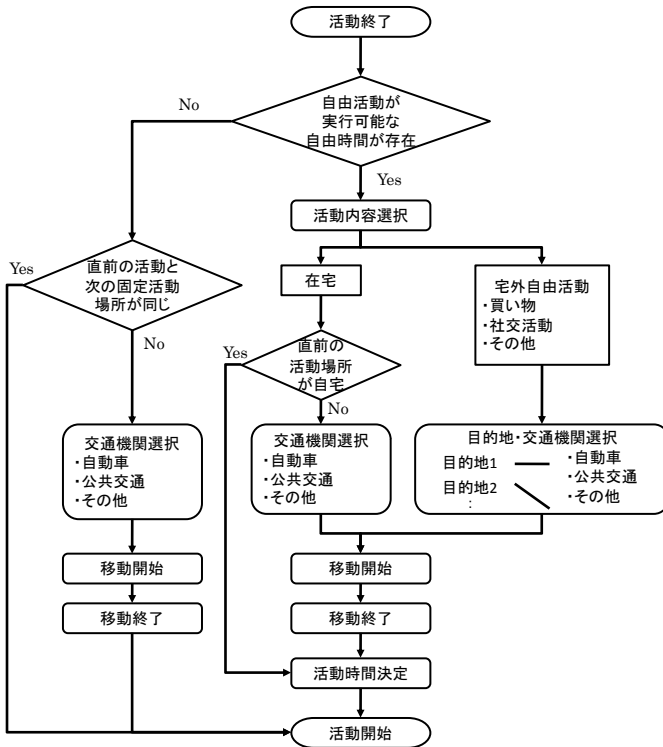 活動終了
No
自由活動が
実行可能な
自由時間が存在
Yes
活動内容選択
Yes
直前の活動と
次の固定活動
場所が同じ
No
在宅
宅外自由活動
・買い物
・社交活動
・その他
Yes
直前の
活動場所
が自宅
No
交通機関選択
・自動車
・公共交通
・その他
交通機関選択
・自動車
・公共交通
・その他
目的地・交通機関選択
目的地1
目的地2
:
・自動車
・公共交通
・その他
移動開始
移動終了
移動開始
移動終了
活動時間決定
活動開始